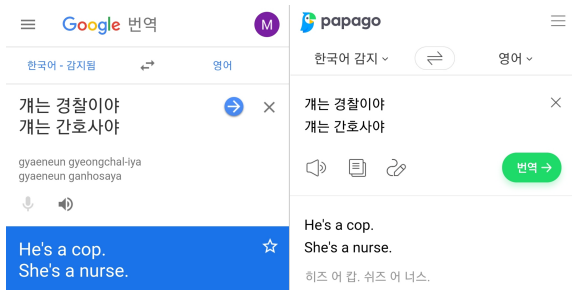 Google 번역
M
한국어 - 감지됨
영어
걔는 경찰이야
걔는 간호사야
gyaeneun gyeongchal-iya
gyaeneun ganhosaya
He's a cop.
She's a nurse.
papago
한국어 감지
영어
걔는 경찰이야
걔는 간호사야
번역
He's a cop.
She's a nurse.
히즈 어 캅. 쉬즈 어 너스.